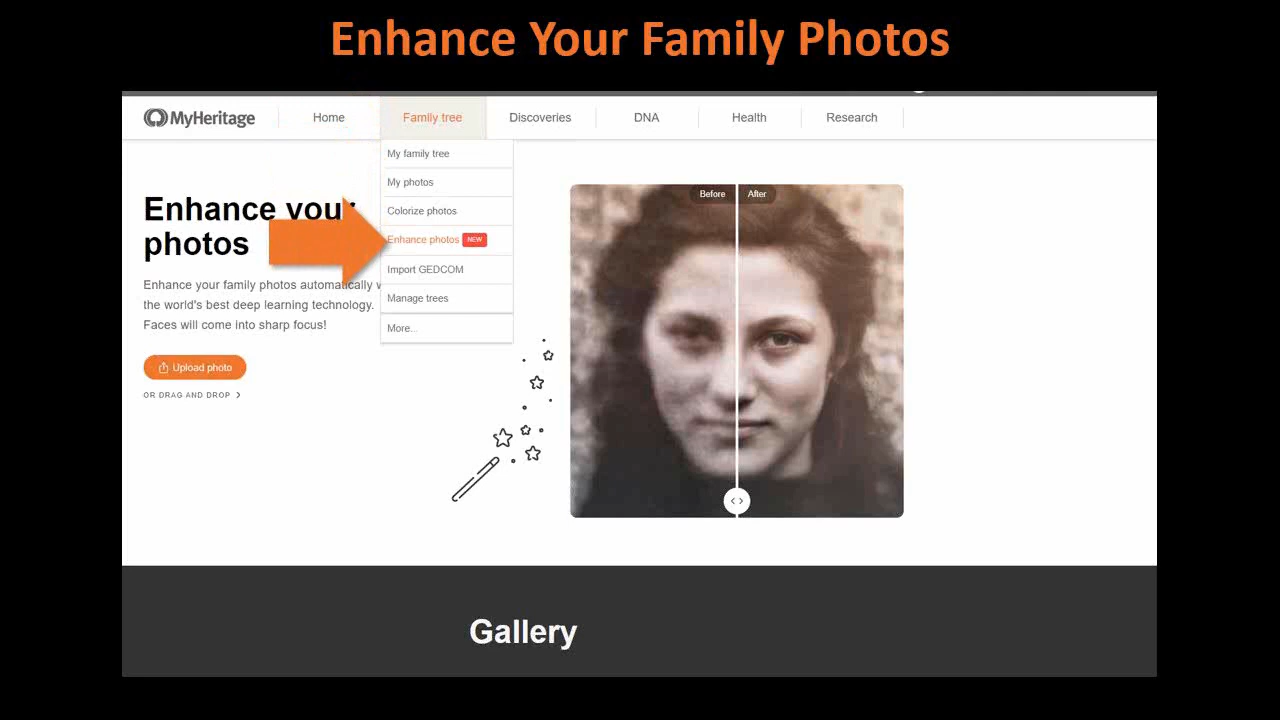 Enhance Your Family Photos
MyHeritage
Home
Family tree
Discoveries
DNA
Health
Research
My family tree
My photos
Colorize photos
Enhance photos NEW
Import GEDCOM
Manage trees
More...
Enhance your
photos
Enhance your family photos automatically
the world's best deep learning technology.
Faces will come into sharp focus!
Upload photo
OR DRAG AND DROP
Before
After
Gallery